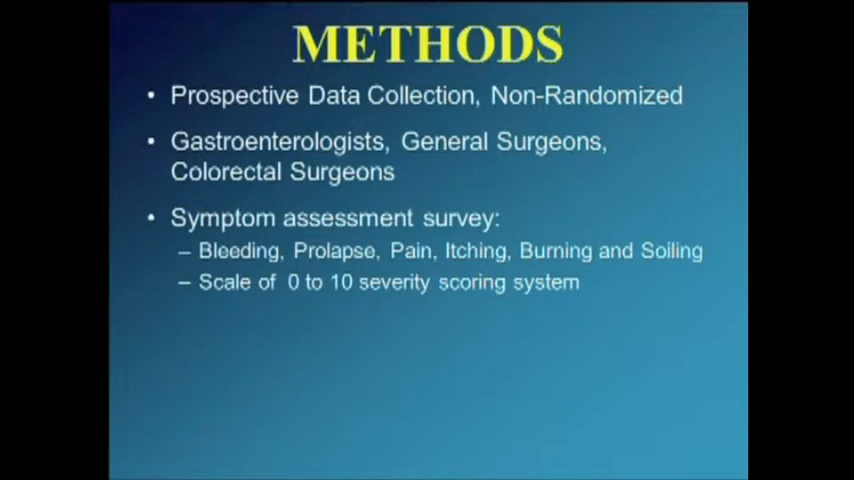 METHODS
• Prospective Data Collection, Non-Randomized
• Gastroenterologists, General Surgeons,
Colorectal Surgeons
• Symptom assessment survey:
– Bleeding, Prolapse, Pain, Itching, Burning and Soiling
– Scale of 0 to 10 severity scoring system